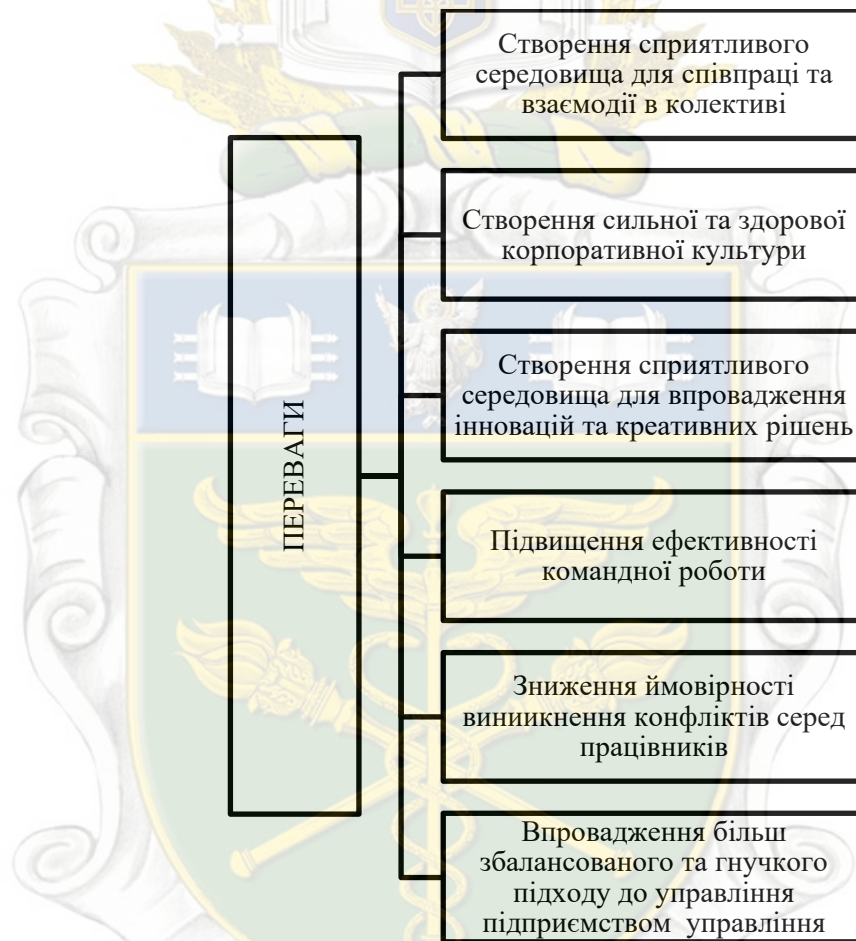 Створення сприятливого
середовища для співпраці та
взаємодії в колективі
Створення сильної та здорової
корпоративної культури
Створення сприятливого
середовища для впровадження
інновацій та креативних рішень
ПЕРЕВАГИ
Підвищення ефективності
командної роботи
Зниження ймовірності
виниикнення конфліктів серед
працівників
Впровадження більш
збалансованого та гнучкого
підходу до управління
підприємством управління